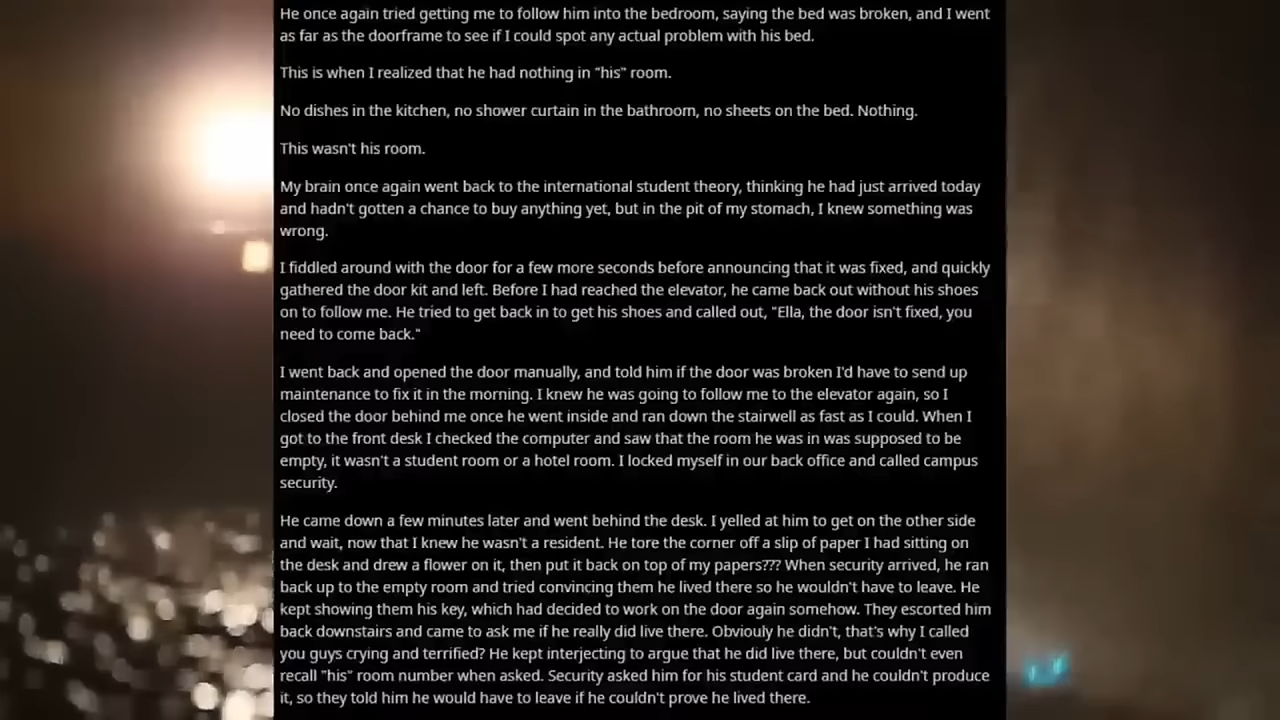 He once again tried getting me to follow him into the bedroom, saying the bed was broken, and I went
as far as the doorframe to see if I could spot any actual problem with his bed.
This is when I realized that he had nothing in "his" room.
No dishes in the kitchen, no shower curtain in the bathroom, no sheets on the bed. Nothing.
This wasn't his room.
My brain once again went back to the international student theory, thinking he had just arrived today
and hadn't gotten a chance to buy anything yet, but in the pit of my stomach, I knew something was
wrong.
I fiddled around with the door for a few more seconds before announcing that it was fixed, and quickly
gathered the door kit and left. Before I had reached the elevator, he came back out without his shoes
on to follow me. He tried to get back in to get his shoes and called out, "Ella, the door isn't fixed, you
need to come back."
I went back and opened the door manually, and told him if the door was broken I'd have to send up
maintenance to fix it in the morning. I knew he was going to follow me to the elevator again, so I
closed the door behind me once he went inside and ran down the stairwell as fast as I could. When I
got to the front desk I checked the computer and saw that the room he was in was supposed to be
empty, it wasn't a student room or a hotel room. I locked myself in our back office and called campus
security.
He came down a few minutes later and went behind the desk. I yelled at him to get on the other side
and wait, now that I knew he wasn't a resident. He tore the corner off a slip of paper I had sitting on
the desk and drew a flower on it, then put it back on top of my papers??? When security arrived, he ran
back up to the empty room and tried convincing them he lived there so he wouldn't have to leave. He
kept showing them his key, which had decided to work on the door again somehow. They escorted him
back downstairs and came to ask me if he really did live there. Obviouly he didn't, that's why I called
you guys crying and terrified? He kept interjecting to argue that he did live there, but couldn't even
recall "his" room number when asked. Security asked him for his student card and he couldn't produce
it, so they told him he would have to leave if he couldn't prove he lived there.